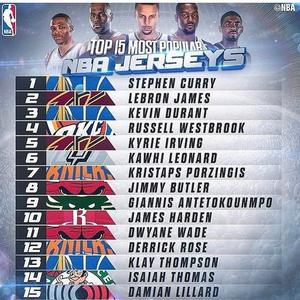 NBA
@NBA
TOP 15 MOST POPULAR
NBA JERSEYS
1 STEPHEN CURRY
2 LEBRON JAMES
3 KEVIN DURANT
4 RUSSELL WESTBROOK
5 KYRIE IRVING
6 KAWHI LEONARD
7 KRISTAPS PORZINGIS
8 JIMMY BUTLER
9 GIANNIS ANTETOKOUNMPO
10 JAMES HARDEN
11 DWYANE WADE
12 DERRICK ROSE
13 KLAY THOMPSON
14 ISAIAH THOMAS
15 DAMIAN LILLARD